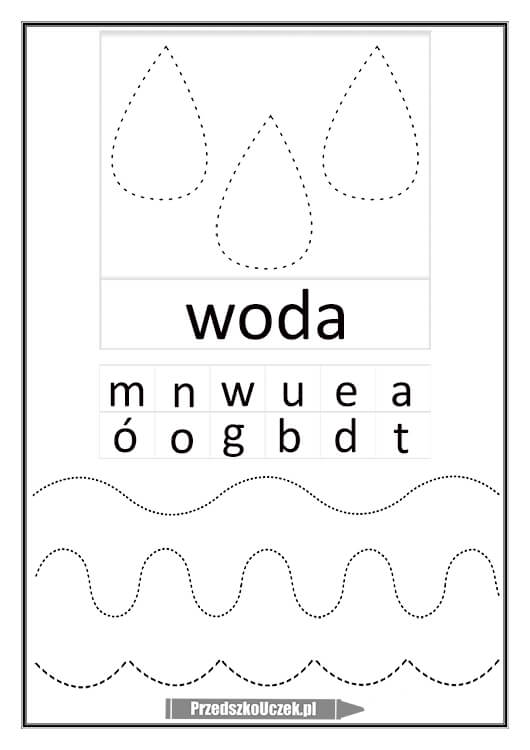 woda
m n w u e a
ó o g b d t
PrzedszkoUczek.pl